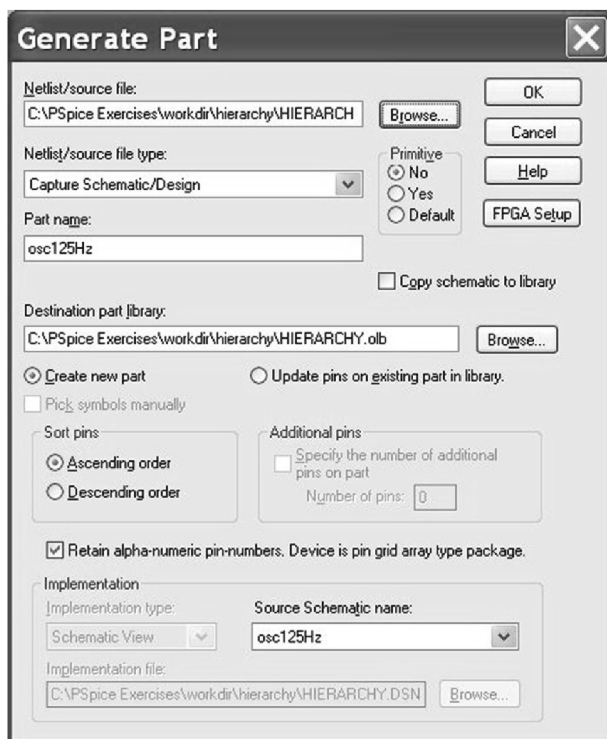 Generate Part
Netlist/source file:
C:\PSpice Exercises\workdir\hierarchy\HIERARCH
Browse...
OK
Cancel
Netlist/source file type:
Capture Schematic/Design
Primitive
No
Yes
Default
Help
FPGA Setup
Part name:
osc125Hz
Copy schematic to library
Destination part library:
C:\PSpice Exercises\workdir\hierarchy\HIERARCHY.olb
Browse...
Create new part
Update pins on existing part in library.
Pick symbols manually
Sort pins
Ascending order
Descending order
Additional pins
Specify the number of additional
pins on part
Number of pins: 0
Retain alpha-numeric pin-numbers. Device is pin grid array type package.
Implementation
Implementation type:
Schematic View
Source Schematic name:
osc125Hz
Implementation file:
C:\PSpice Exercises\workdir\hierarchy\HIERARCHY.DSN
Browse...